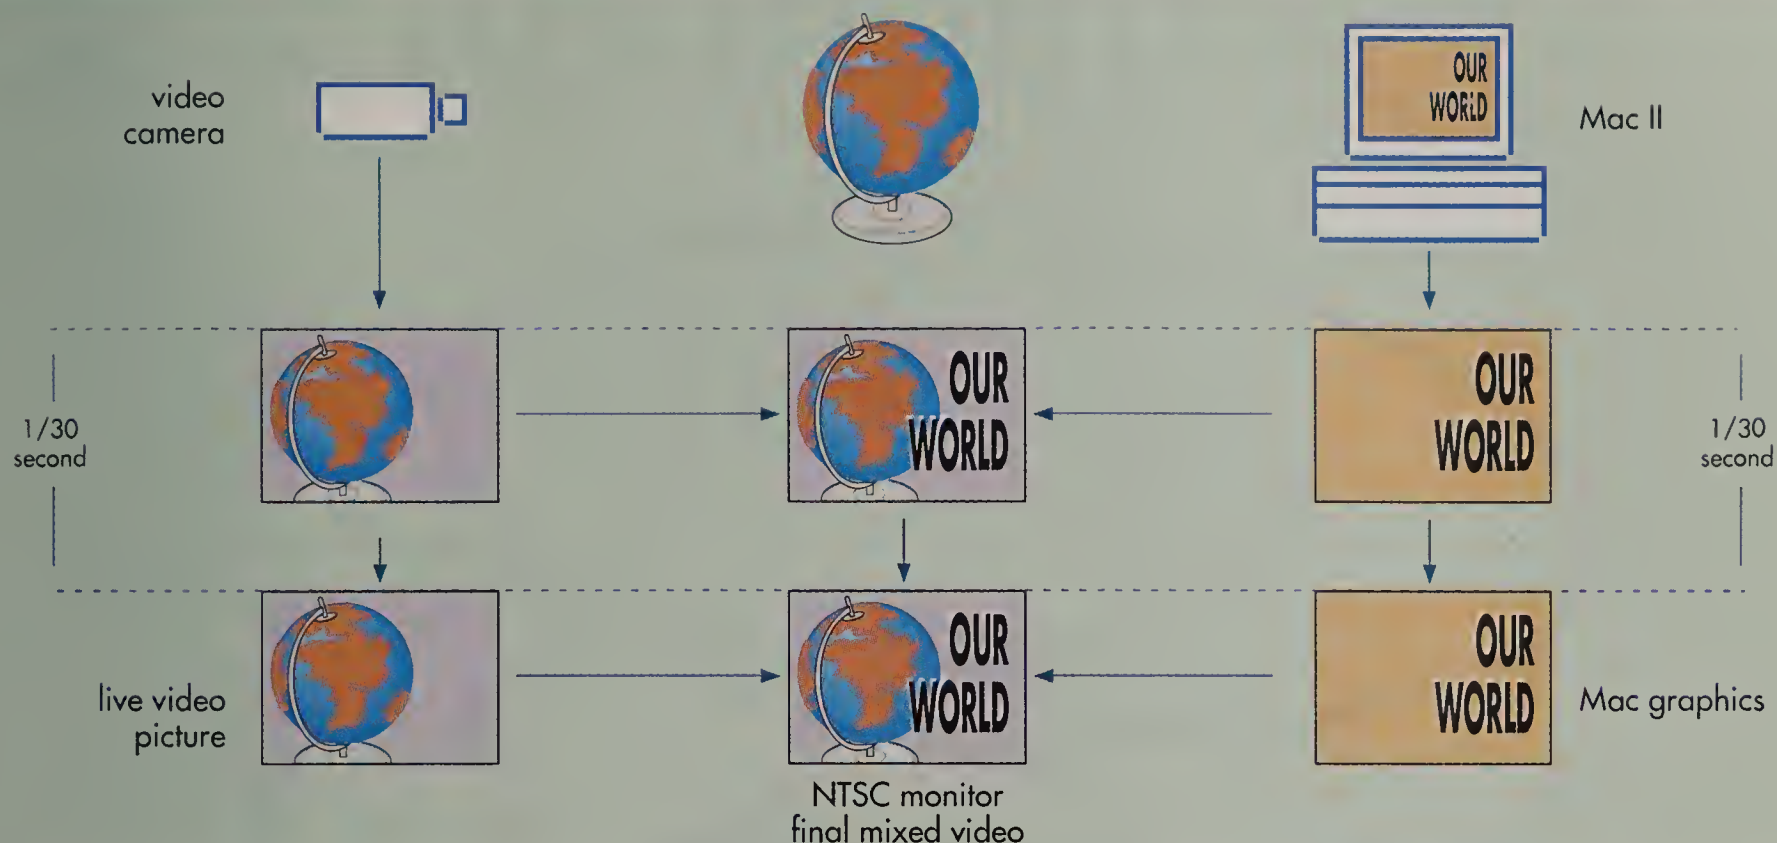 video
camera
OUR
WORLD
Mac II
1/30
second
OUR
WORLD
OUR
WORLD
1/30
second
live video
picture
OUR
WORLD
OUR
WORLD
Mac graphics
NTSC monitor
final mixed video